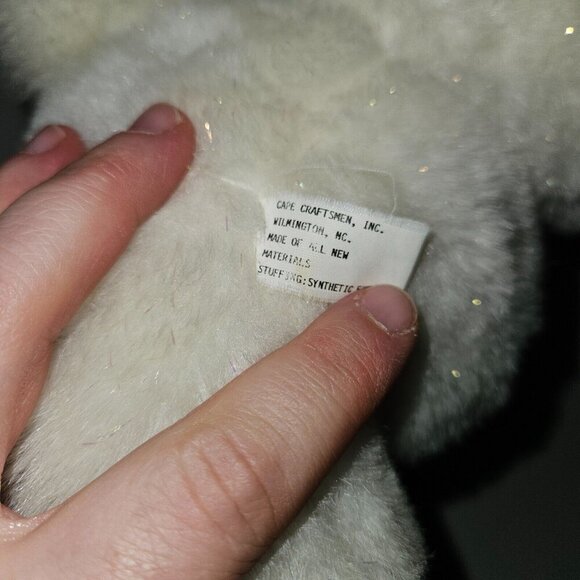 CAPE CRAFTSMEN, INC.
WILMINGTON, NC.
MADE OF ALL NEW
MATERIALS
STUFFING:SYNTHETIC